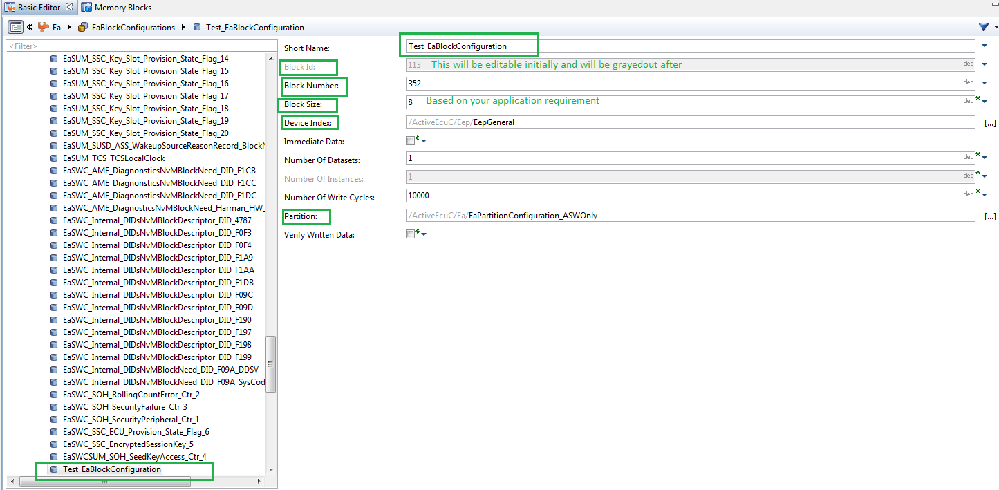 Basic Editor Memory Blocks
Ea EaBlockConfigurations Test_EaBlockConfiguration
<Filter>
EaSUM_SSC_Key_Slot_Provision_State_Flag_14
EaSUM_SSC_Key_Slot_Provision_State_Flag_15
EaSUM_SSC_Key_Slot_Provision_State_Flag_16
EaSUM_SSC_Key_Slot_Provision_State_Flag_17
EaSUM_SSC_Key_Slot_Provision_State_Flag_18
EaSUM_SSC_Key_Slot_Provision_State_Flag_19
EaSUM_SSC_Key_Slot_Provision_State_Flag_20
EaSUM_SUSD_ASS_WakeupSourceReasonRecord_BlockN
EaSUM_TCS_TCSLocalClock
EaSWC_AME_DiagnonsticsNvMBlockNeed_DID_F1CB
EaSWC_AME_DiagnonsticsNvMBlockNeed_DID_F1CC
EaSWC_AME_DiagnonsticsNvMBlockNeed_DID_F1DC
EaSWC_AME_DiagnosticsNvMBlockNeed_Harman_HW_
EaSWC_Internal_DIDsNvMBlockDescriptor_DID_4787
EaSWC_Internal_DIDsNvMBlockDescriptor_DID_F0F3
EaSWC_Internal_DIDsNvMBlockDescriptor_DID_F0F4
EaSWC_Internal_DIDsNvMBlockDescriptor_DID_F1A9
EaSWC_Internal_DIDsNvMBlockDescriptor_DID_F1AA
EaSWC_Internal_DIDsNvMBlockDescriptor_DID_F1DB
EaSWC_Internal_DIDsNvMBlockDescriptor_DID_F09C
EaSWC_Internal_DIDsNvMBlockDescriptor_DID_F09D
EaSWC_Internal_DIDsNvMBlockDescriptor_DID_F190
EaSWC_Internal_DIDsNvMBlockDescriptor_DID_F197
EaSWC_Internal_DIDsNvMBlockDescriptor_DID_F198
EaSWC_Internal_DIDsNvMBlockDescriptor_DID_F199
EaSWC_Internal_DIDsNvMBlockNeed_DID_F09A_DDSV
EaSWC_Internal_DIDsNvMBlockNeed_DID_F09A_SysCod
EaSWC_SOH_RollingCountError_Ctr_2
EaSWC_SOH_SecurityFailure_Ctr_3
EaSWC_SOH_SecurityPeripheral_Ctr_1
EaSWC_SSC_ECU_Provision_State_Flag_6
EaSWC_SSC_EncryptedSessionKey_5
EaSWCSUM_SOH_SeedKeyAccess_Ctr_4
Test_EaBlockConfiguration
Short Name: Test_EaBlockConfiguration
Block Id: 113 This will be editable initially and will be grayedout after dec
Block Number: 352 dec
Block Size: 8 Based on your application requirement dec
Device Index: /ActiveEcuC/Eep/EepGeneral [...]
Immediate Data:
Number Of Datasets: 1 dec
Number Of Instances: 1 dec
Number Of Write Cycles: 10000 dec
Partition: /ActiveEcuC/Ea/EaPartitionConfiguration_ASWOnly [...]
Verify Written Data: